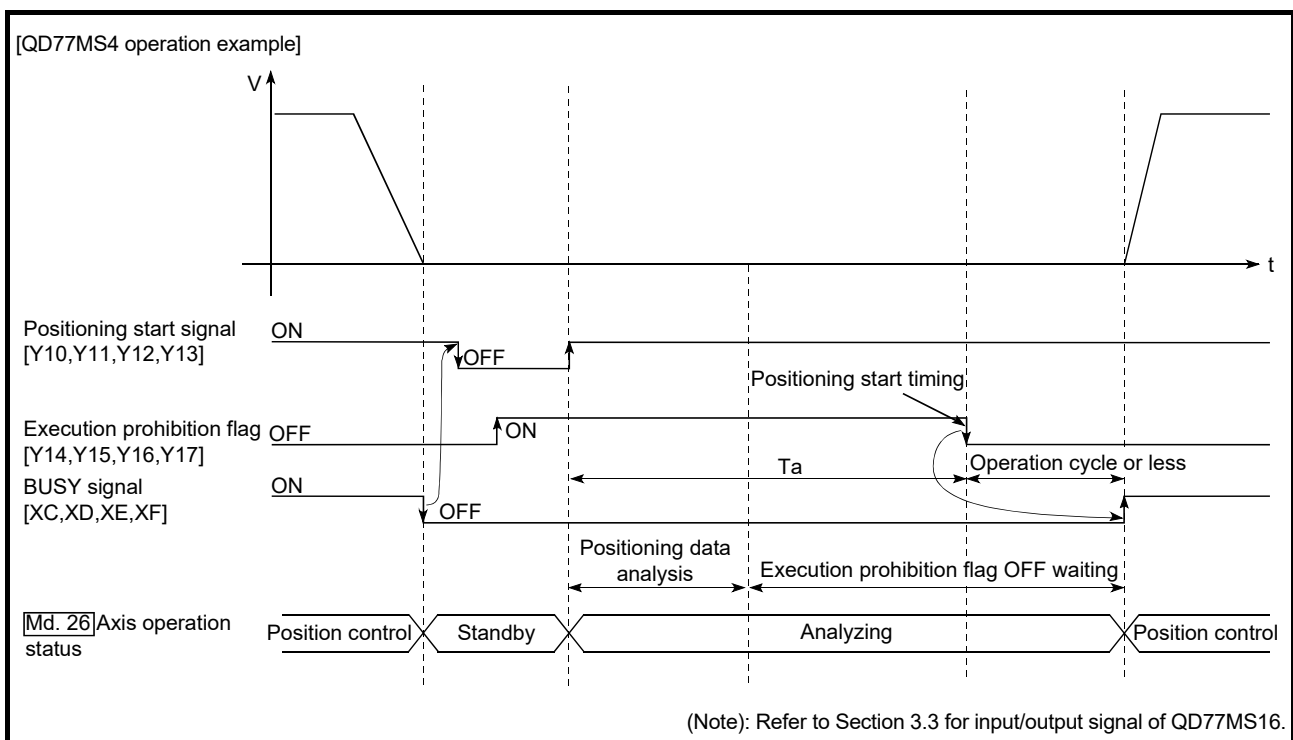 [QD77MS4 operation example]
V
t
Positioning start signal
[Y10,Y11,Y12,Y13]
ON
OFF
Positioning start timing
Execution prohibition flag
[Y14,Y15,Y16,Y17]
OFF
ON
Ta
Operation cycle or less
BUSY signal
[XC,XD,XE,XF]
ON
OFF
Positioning data
analysis
Execution prohibition flag OFF waiting
Md. 26 Axis operation
status
Position control
Standby
Analyzing
Position control
(Note): Refer to Section 3.3 for input/output signal of QD77MS16.